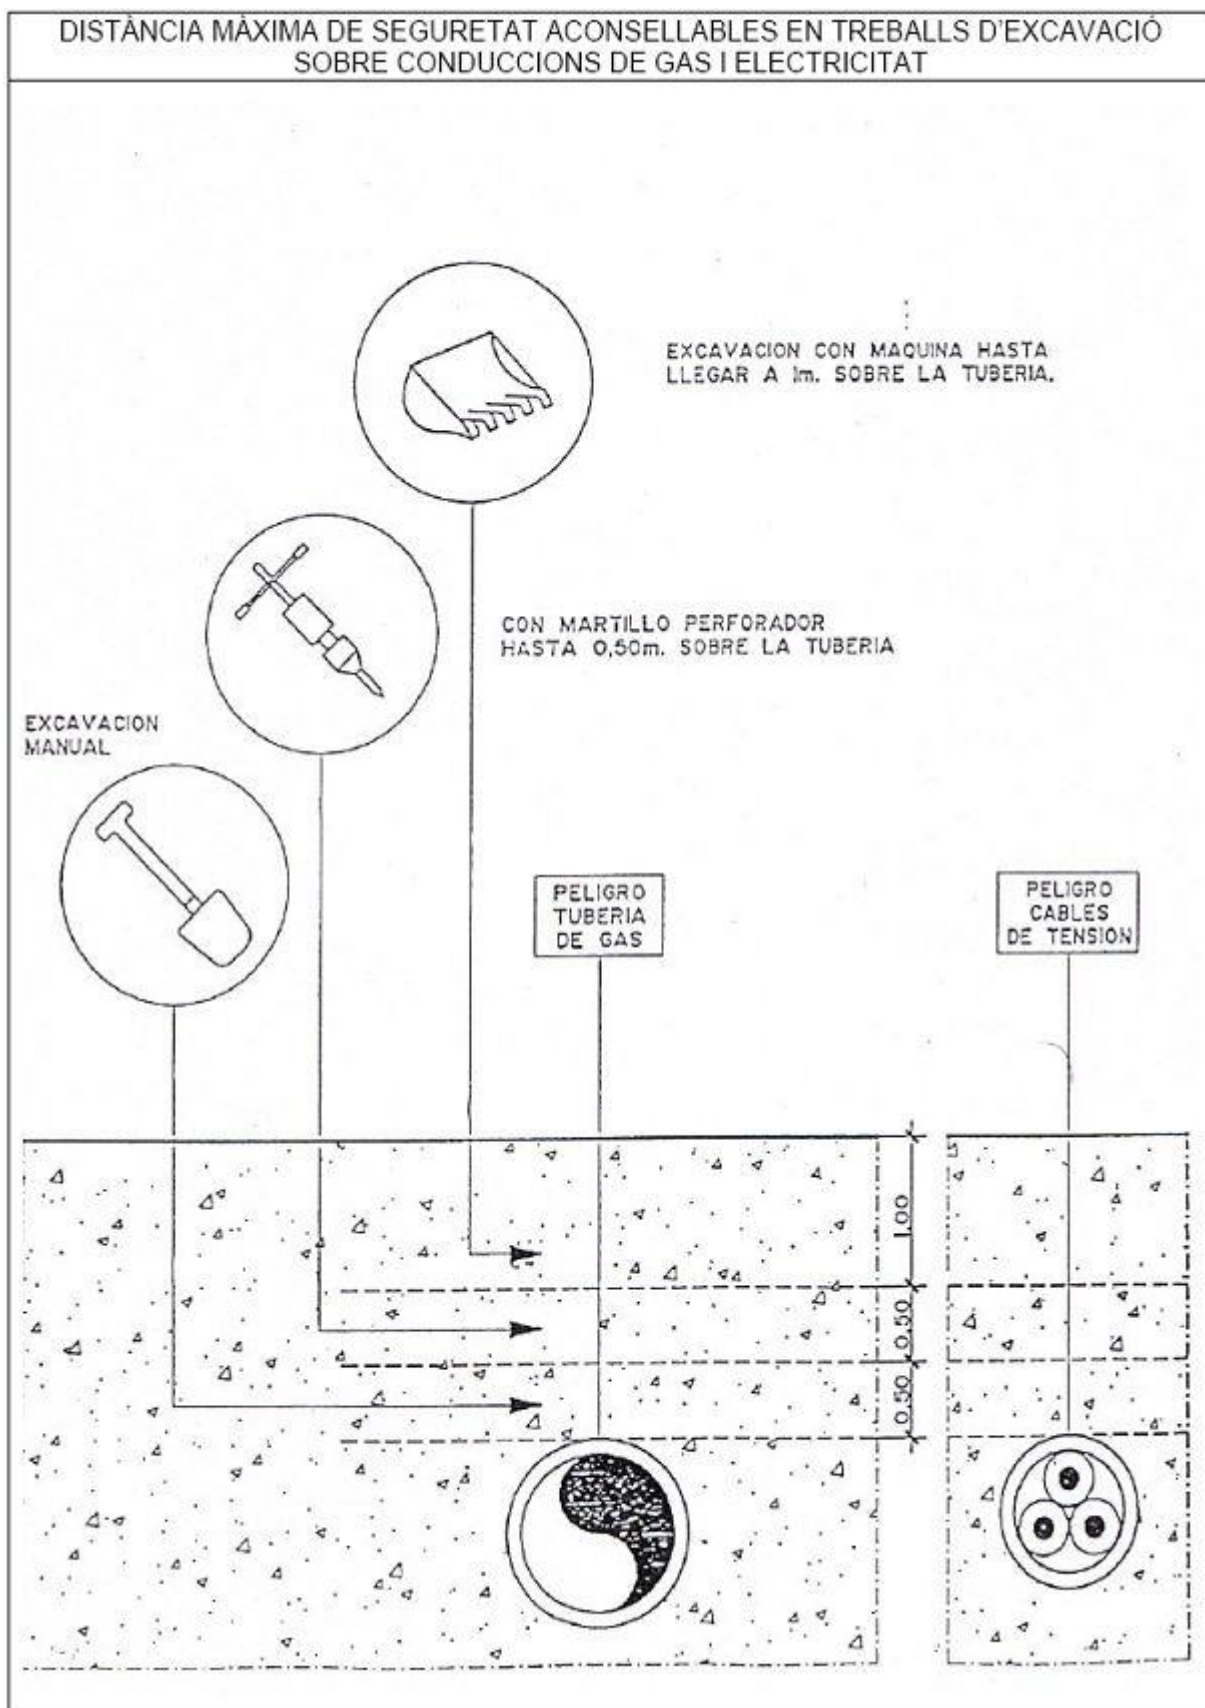 DISTÀNCIA MÀXIMA DE SEGURETAT ACONSELLABLES EN TREBALLS D'EXCAVACIÓ
SOBRE CONDUCCIONS DE GAS I ELECTRICITAT
EXCAVACION CON MAQUINA HASTA
LLEGAR A 1m. SOBRE LA TUBERIA.
CON MARTILLO PERFORADOR
HASTA 0,50m. SOBRE LA TUBERIA
EXCAVACION
MANUAL
PELIGRO
TUBERIA
DE GAS
PELIGRO
CABLES
DE TENSION
1.00
0.50
0.50